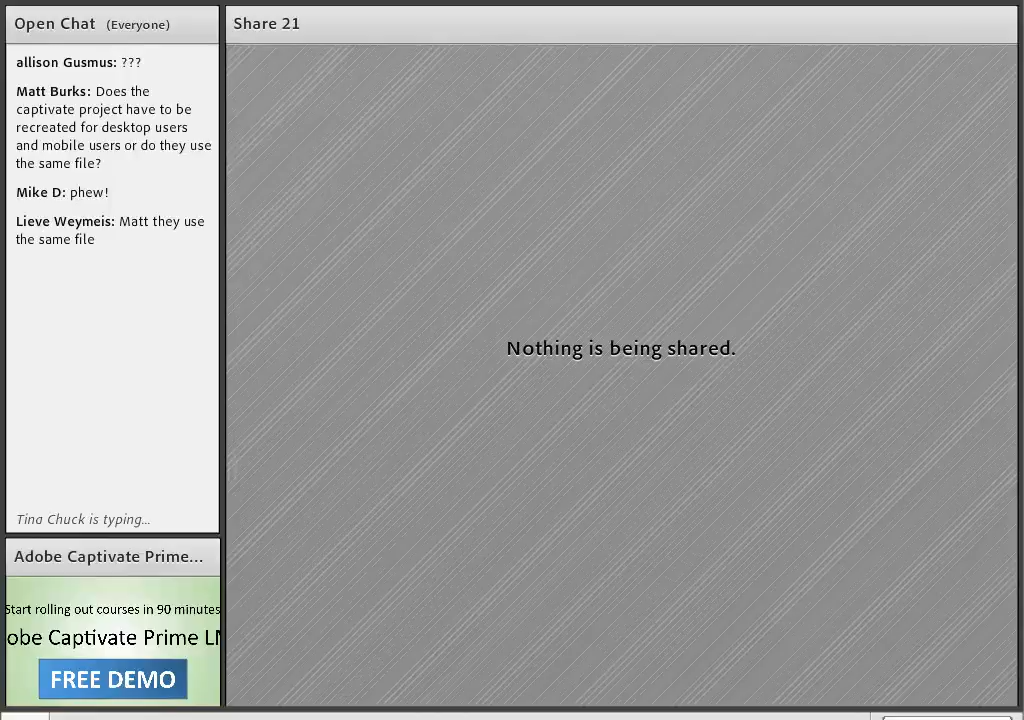 Open Chat (Everyone)
allison Gusmus: ???
Matt Burks: Does the
captivate project have to be
recreated for desktop users
and mobile users or do they use
the same file?
Mike D: phew!
Lieve Weymeis: Matt they use
the same file
Tina Chuck is typing...
Adobe Captivate Prime...
Start rolling out courses in 90 minutes
obe Captivate Prime LM
FREE DEMO
Share 21
Nothing is being shared.